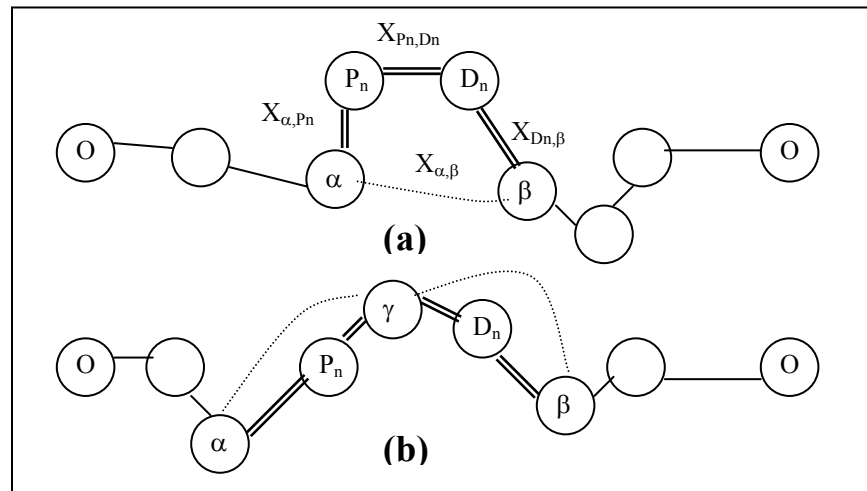 X_{Pn,Dn}
P_n D_n
X_{α,Pn} X_{Dn,β}
O α X_{α,β} β O
(a)
γ
P_n D_n
O α β O
(b)